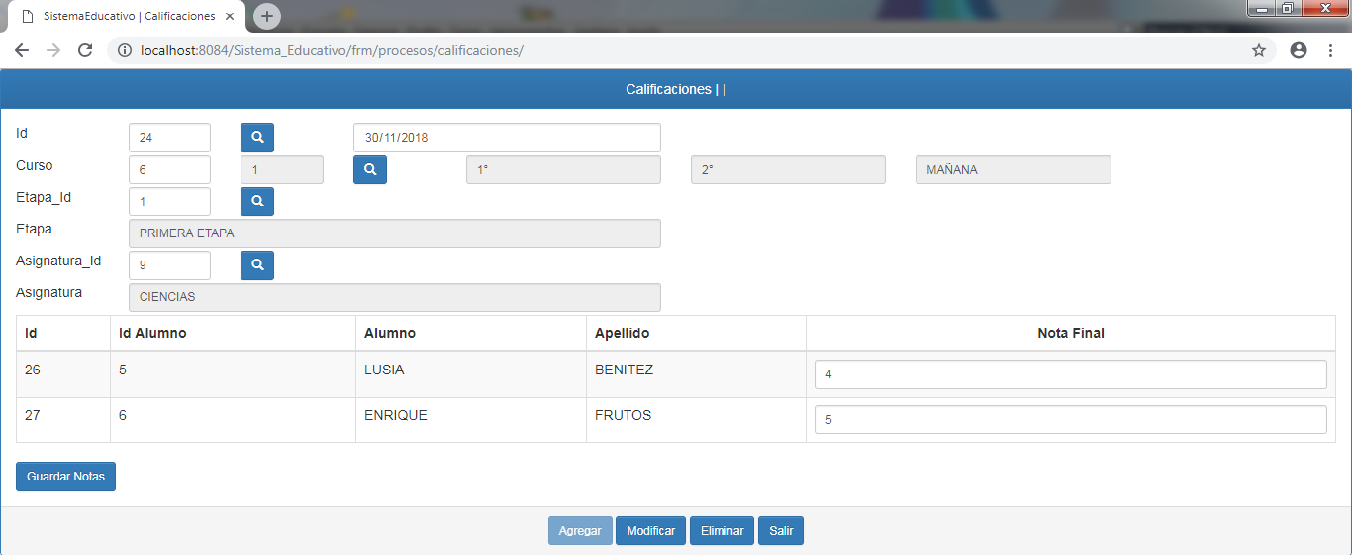 SistemaEducativo | Calificaciones
localhost:8084/Sistema_Educativo/frm/procesos/calificaciones/
Calificaciones | |
Id 24 30/11/2018
Curso 6 1 1° 2° MAÑANA
Etapa_Id 1
Etapa PRIMERA ETAPA
Asignatura_Id 9
Asignatura CIENCIAS
Id Id Alumno Alumno Apellido Nota Final
26 5 LUSIA BENITEZ 4
27 6 ENRIQUE FRUTOS 5
Guardar Notas
Agregar Modificar Eliminar Salir